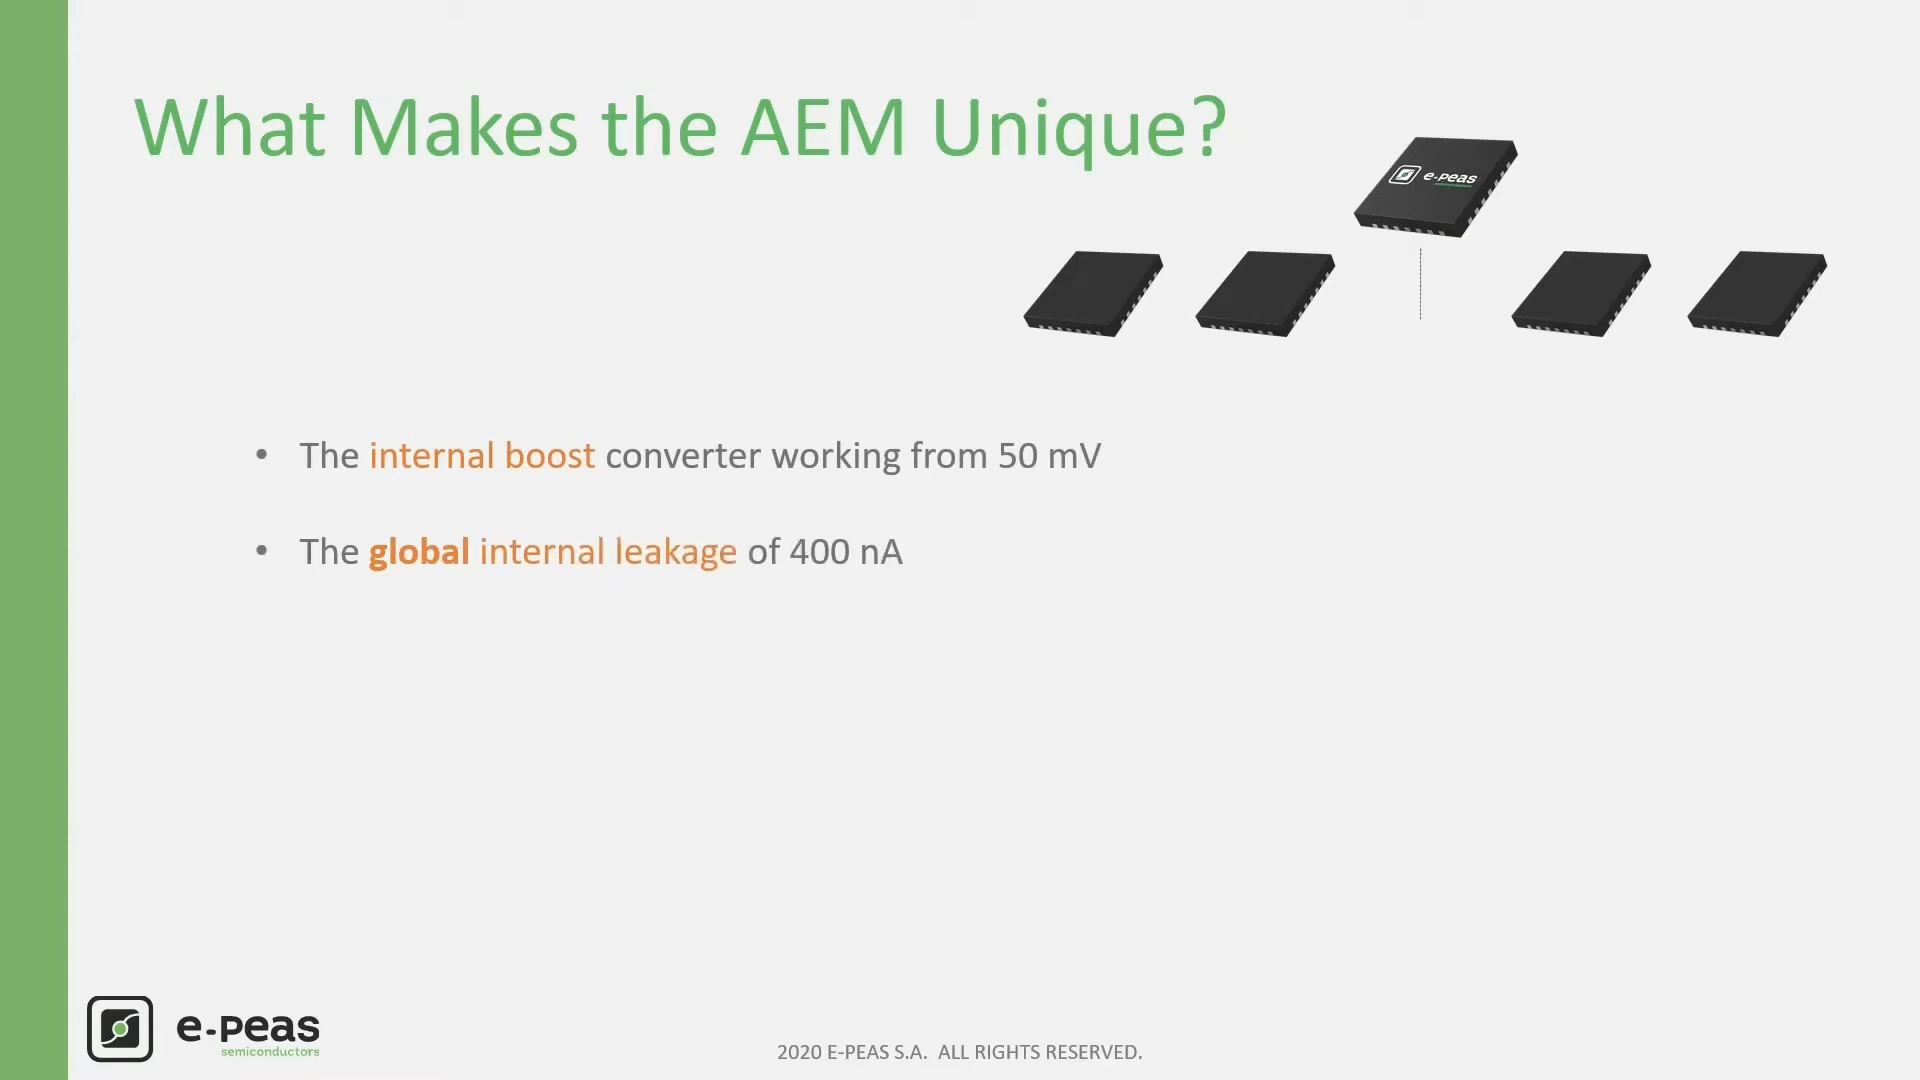 What Makes the AEM Unique?
e-peas
semiconductors
• The internal boost converter working from 50 mV
• The global internal leakage of 400 nA
e-peas
semiconductors
2020 E-PEAS S.A. ALL RIGHTS RESERVED.